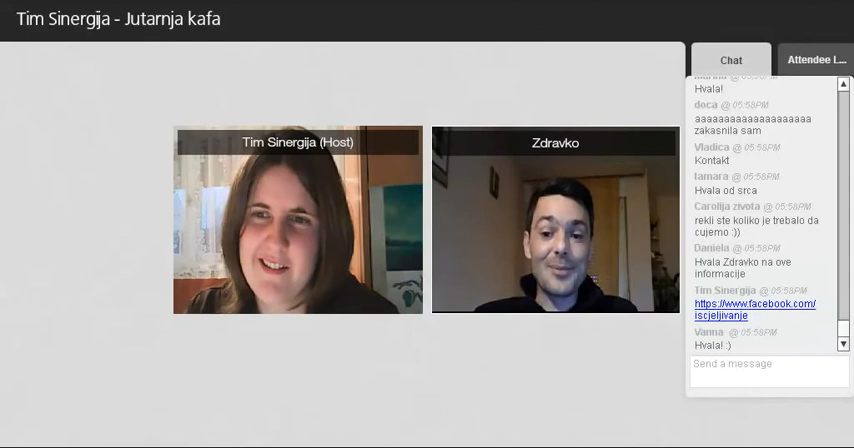 Tim Sinergija - Jutarnja kafa
Tim Sinergija (Host)
Zdravko
Chat
Attendee L...
Hvala!
doca @ 05:58PM
aaaaaaaaaaaaaaaaaaaa
zakasnila sam
Vladica @ 05:58PM
Kontakt
tamara @ 05:58PM
Hvala od srca
Carolija zivota @ 05:58PM
rekli ste koliko je trebalo da
cujemo :))
Daniela @ 05:58PM
Hvala Zdravko na ove
informacije
Tim Sinergija @ 05:58PM
https://www.facebook.com/
iscjeljivanje
Vanna @ 05:58PM
Hvala! :)
Send a message